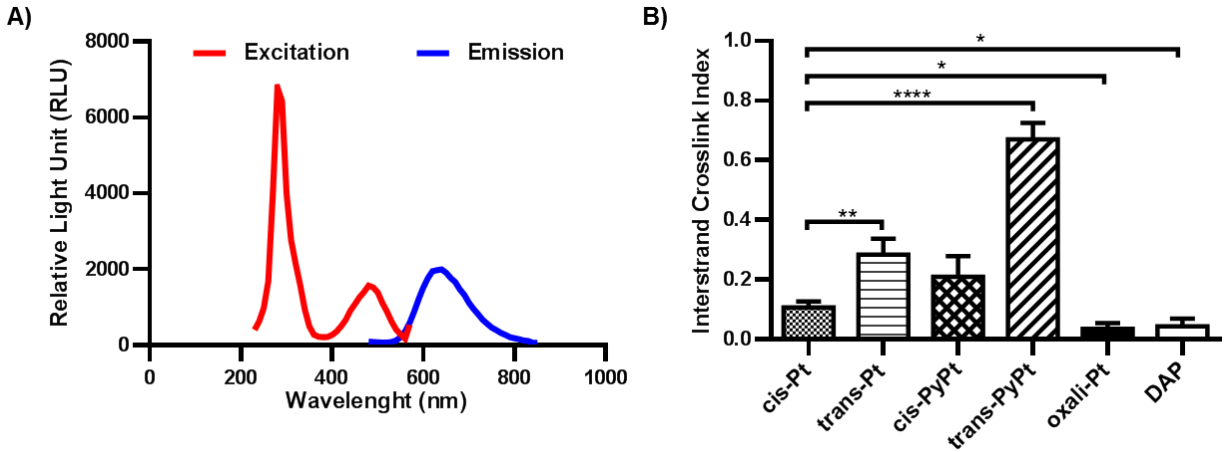 A)
Relative Light Unit (RLU)
8000
6000
4000
2000
0
Excitation
Emission
0 200 400 600 800 1000
Wavelenght (nm)
B)
Interstrand Crosslink Index
1.0
0.8
0.6
0.4
0.2
0.0
*
*
****
**
cis-Pt
trans-Pt
cis-PyPt
trans-PyPt
oxali-Pt
DAP